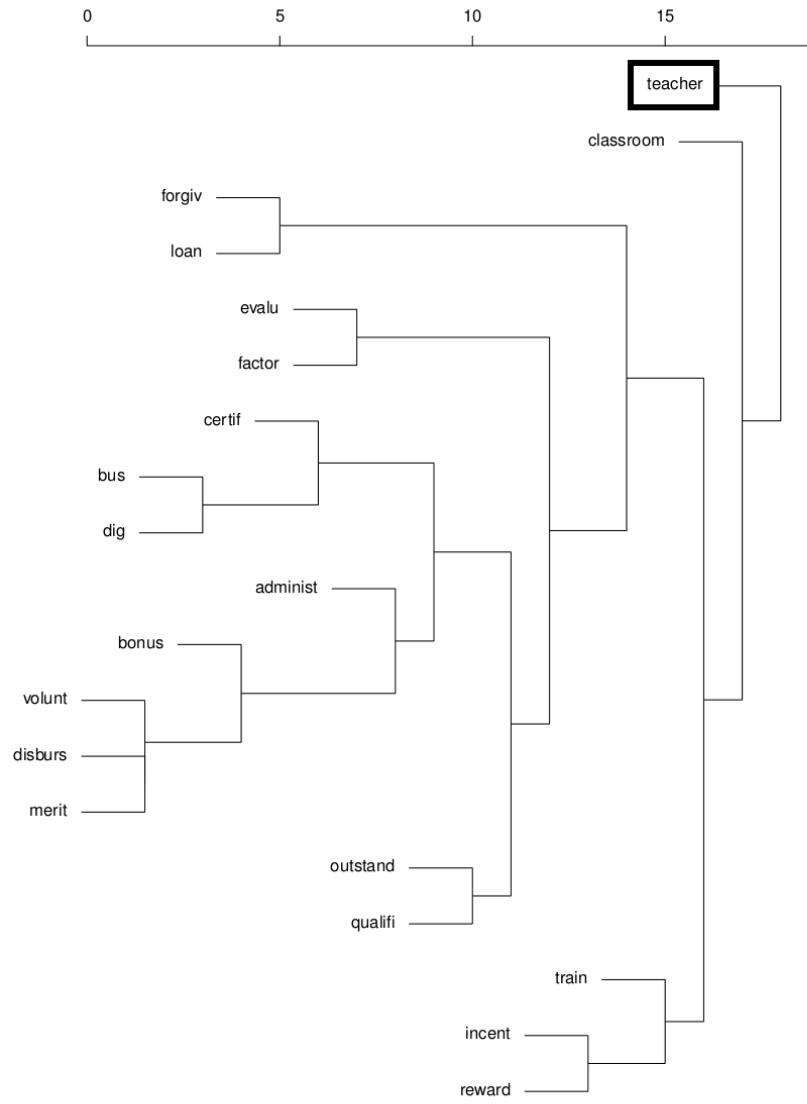 0 5 10 15
teacher
classroom
forgiv
loan
evalu
factor
certif
bus
dig
administ
bonus
volunt
disburs
merit
outstand
qualifi
train
incent
reward